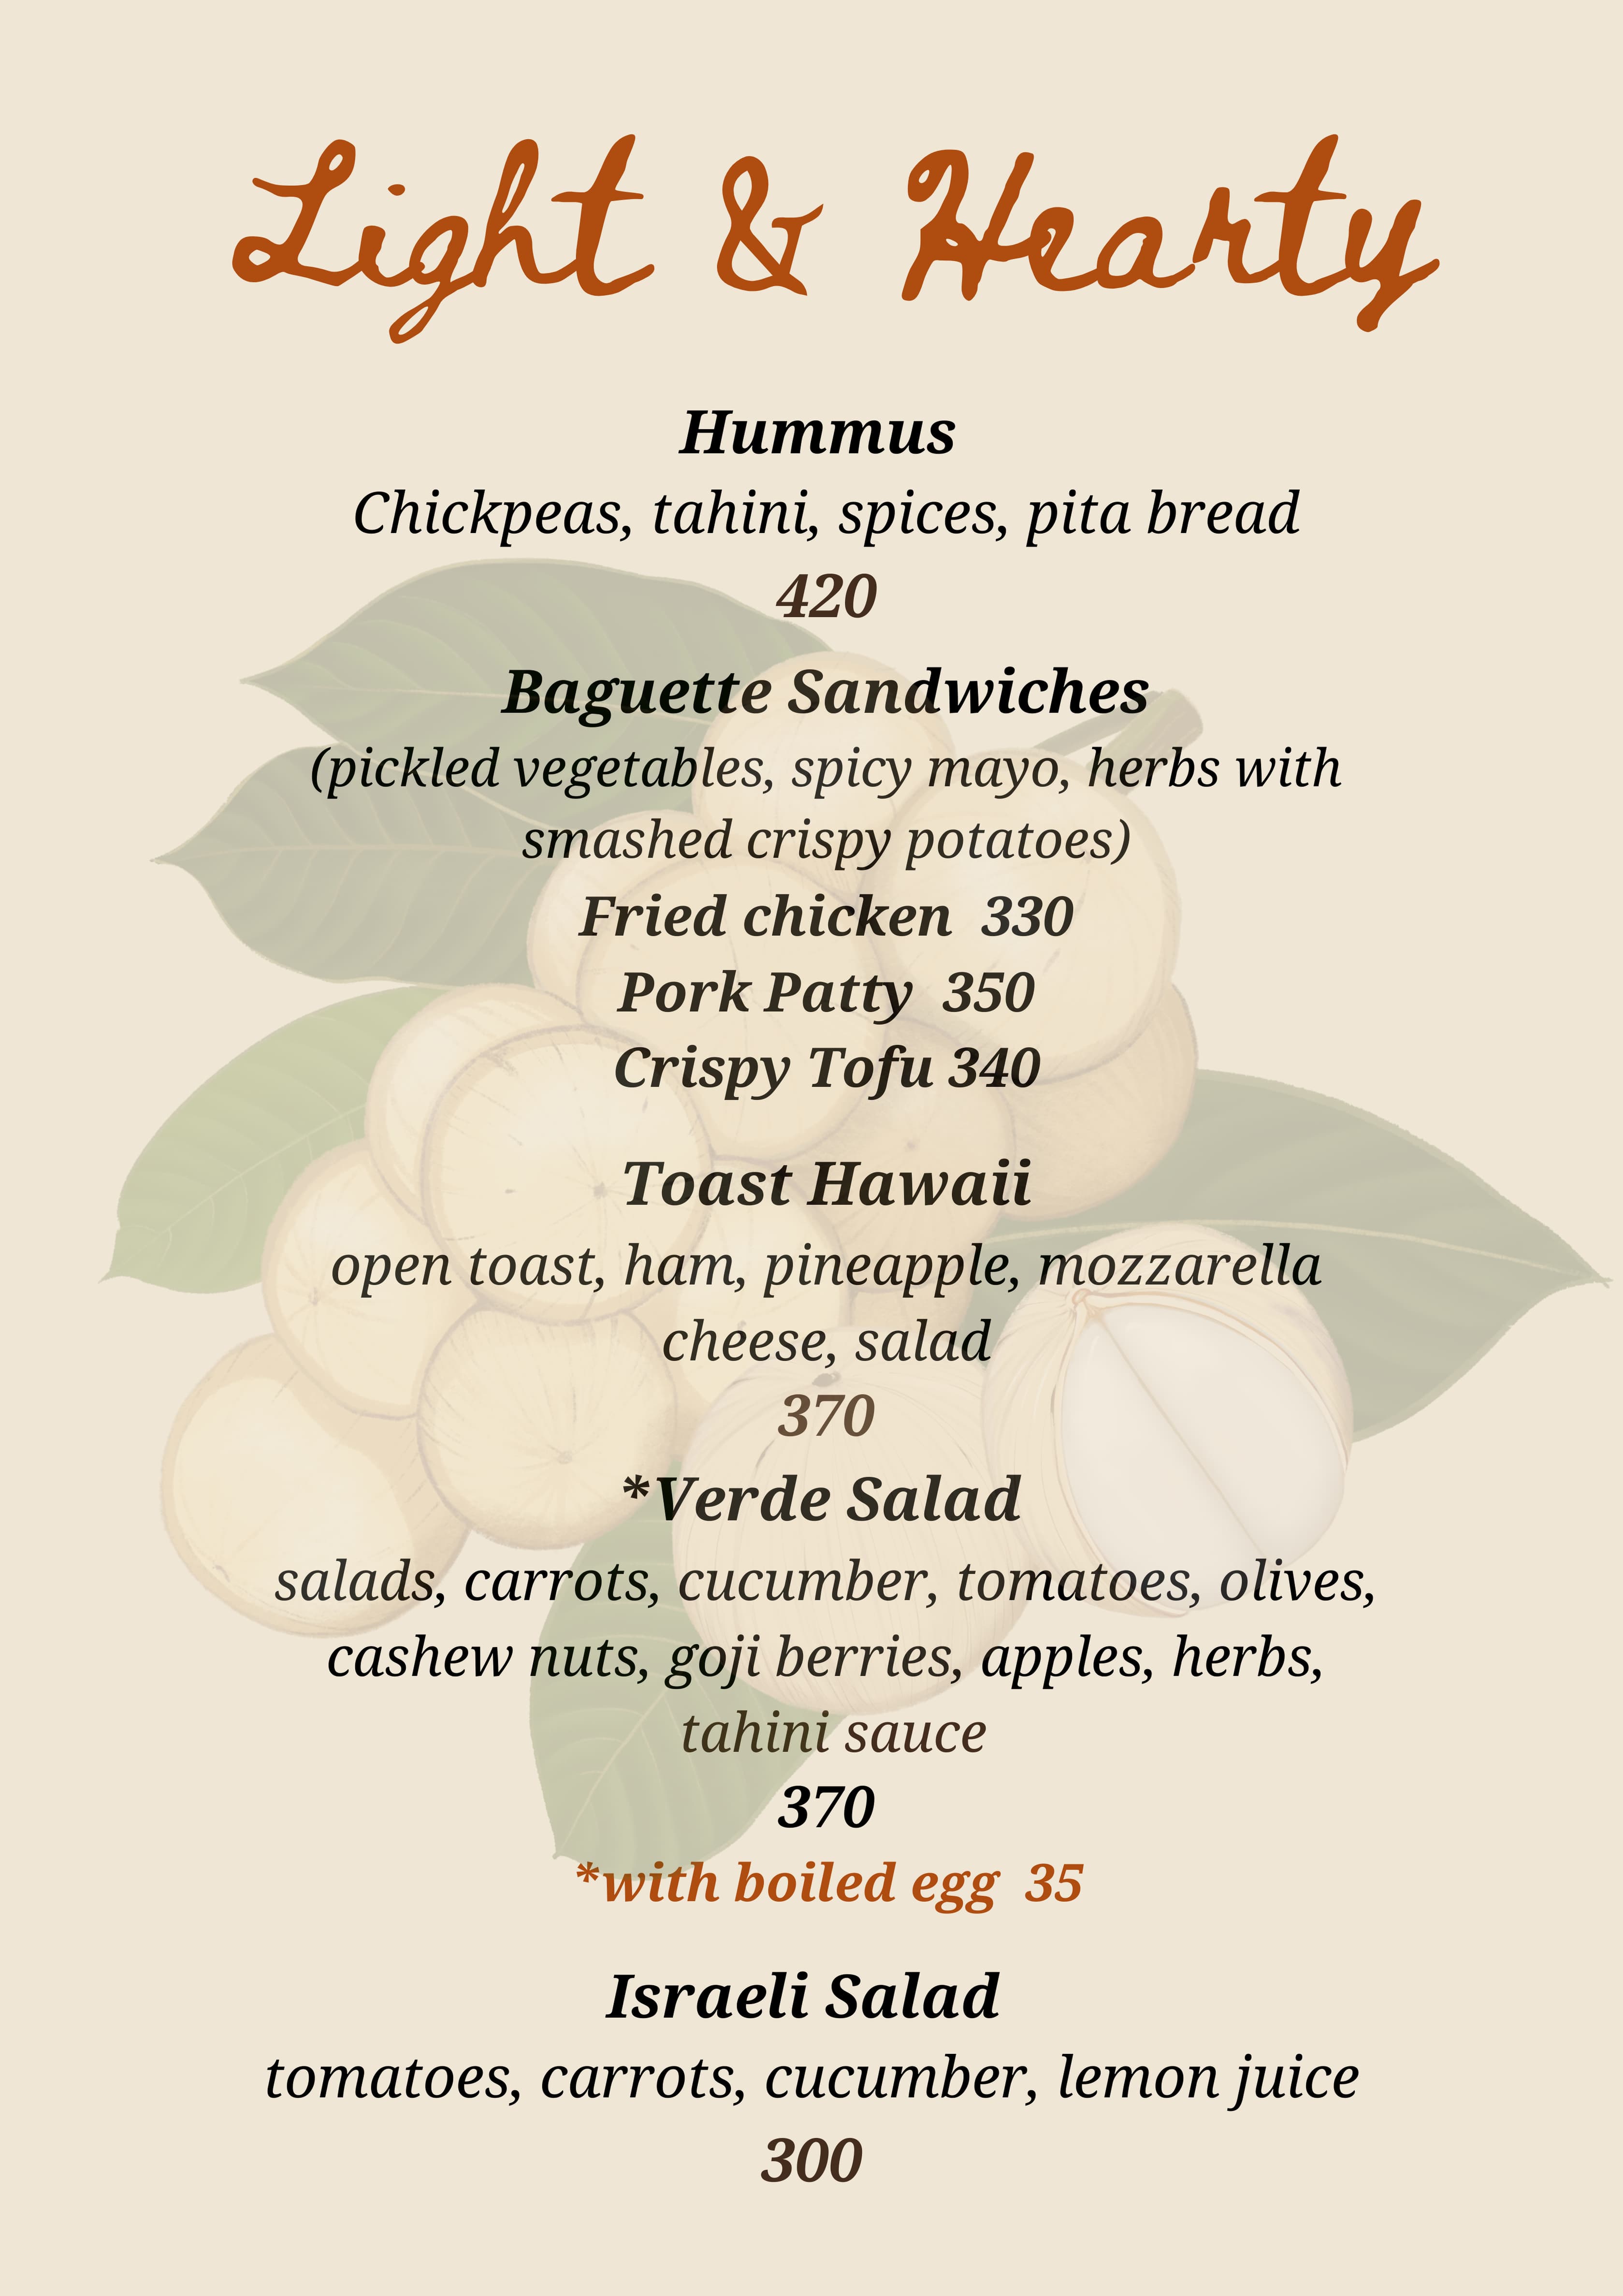 Light & Hearty
Hummus
Chickpeas, tahini, spices, pita bread
420
Baguette Sandwiches
(pickled vegetables, spicy mayo, herbs with
smashed crispy potatoes)
Fried chicken  330
Pork Patty  350
Crispy Tofu 340
Toast Hawaii
open toast, ham, pineapple, mozzarella
cheese, salad
370
*Verde Salad
salads, carrots, cucumber, tomatoes, olives,
cashew nuts, goji berries, apples, herbs,
tahini sauce
370
*with boiled egg  35
Israeli Salad
tomatoes, carrots, cucumber, lemon juice
300